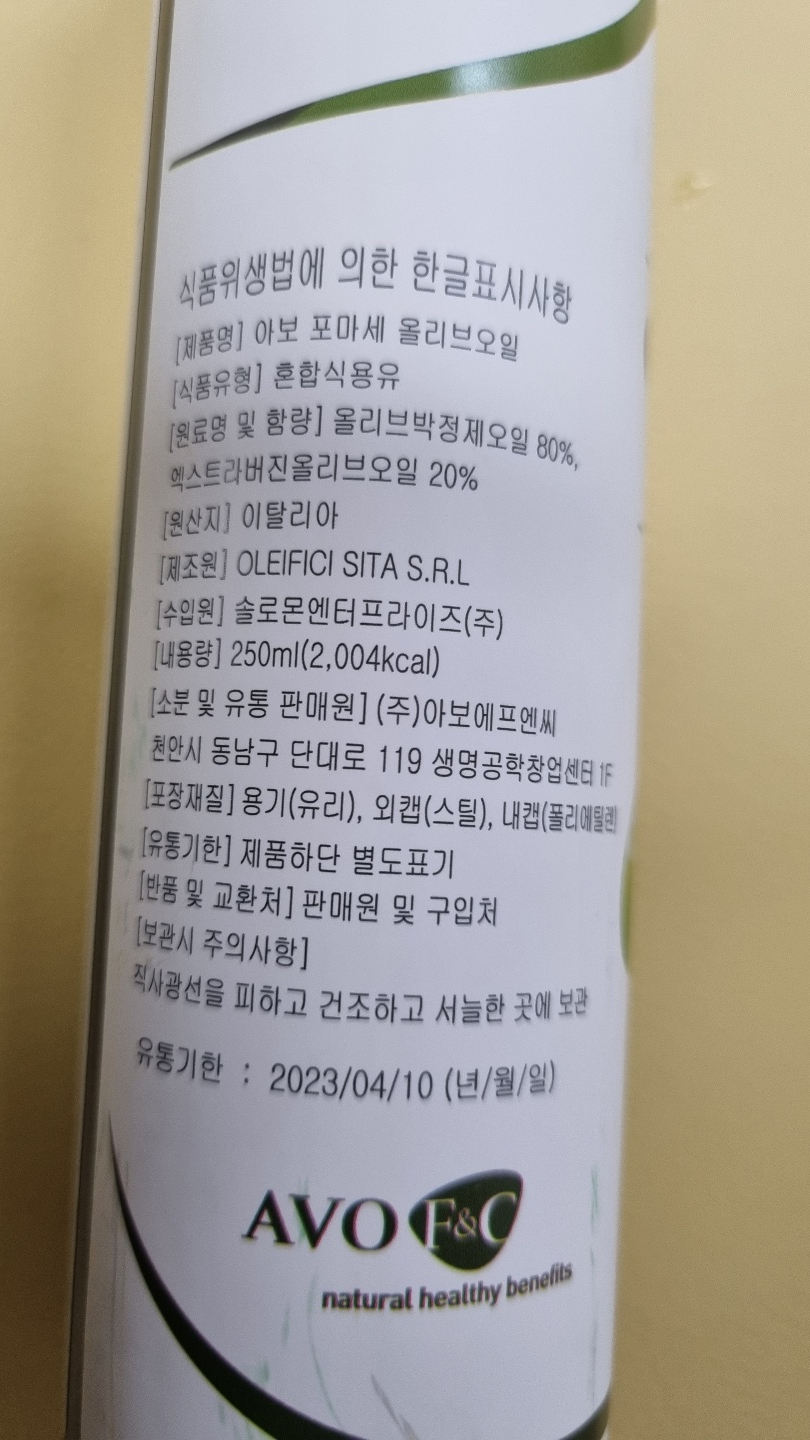 식품위생법에 의한 한글표시사항
[제품명] 아보 포마세 올리브오일
[식품유형] 혼합식용유
[원료명 및 함량] 올리브박정제오일 80%,
엑스트라버진올리브오일 20%
[원산지] 이탈리아
[제조원] OLEIFICI SITA S.R.L
[수입원] 솔로몬엔터프라이즈(주)
[내용량] 250ml(2,004kcal)
[소분 및 유통 판매원] (주)아보에프엔씨
천안시 동남구 단대로 119 생명공학창업센터 1F
[포장재질] 용기(유리), 외캡(스틸), 내캡(폴리에틸렌)
[유통기한] 제품하단 별도표기
[반품 및 교환처] 판매원 및 구입처
[보관시 주의사항]
직사광선을 피하고 건조하고 서늘한 곳에 보관
유통기한 : 2023/04/10 (년/월/일)
AVO F&C
natural healthy benefits